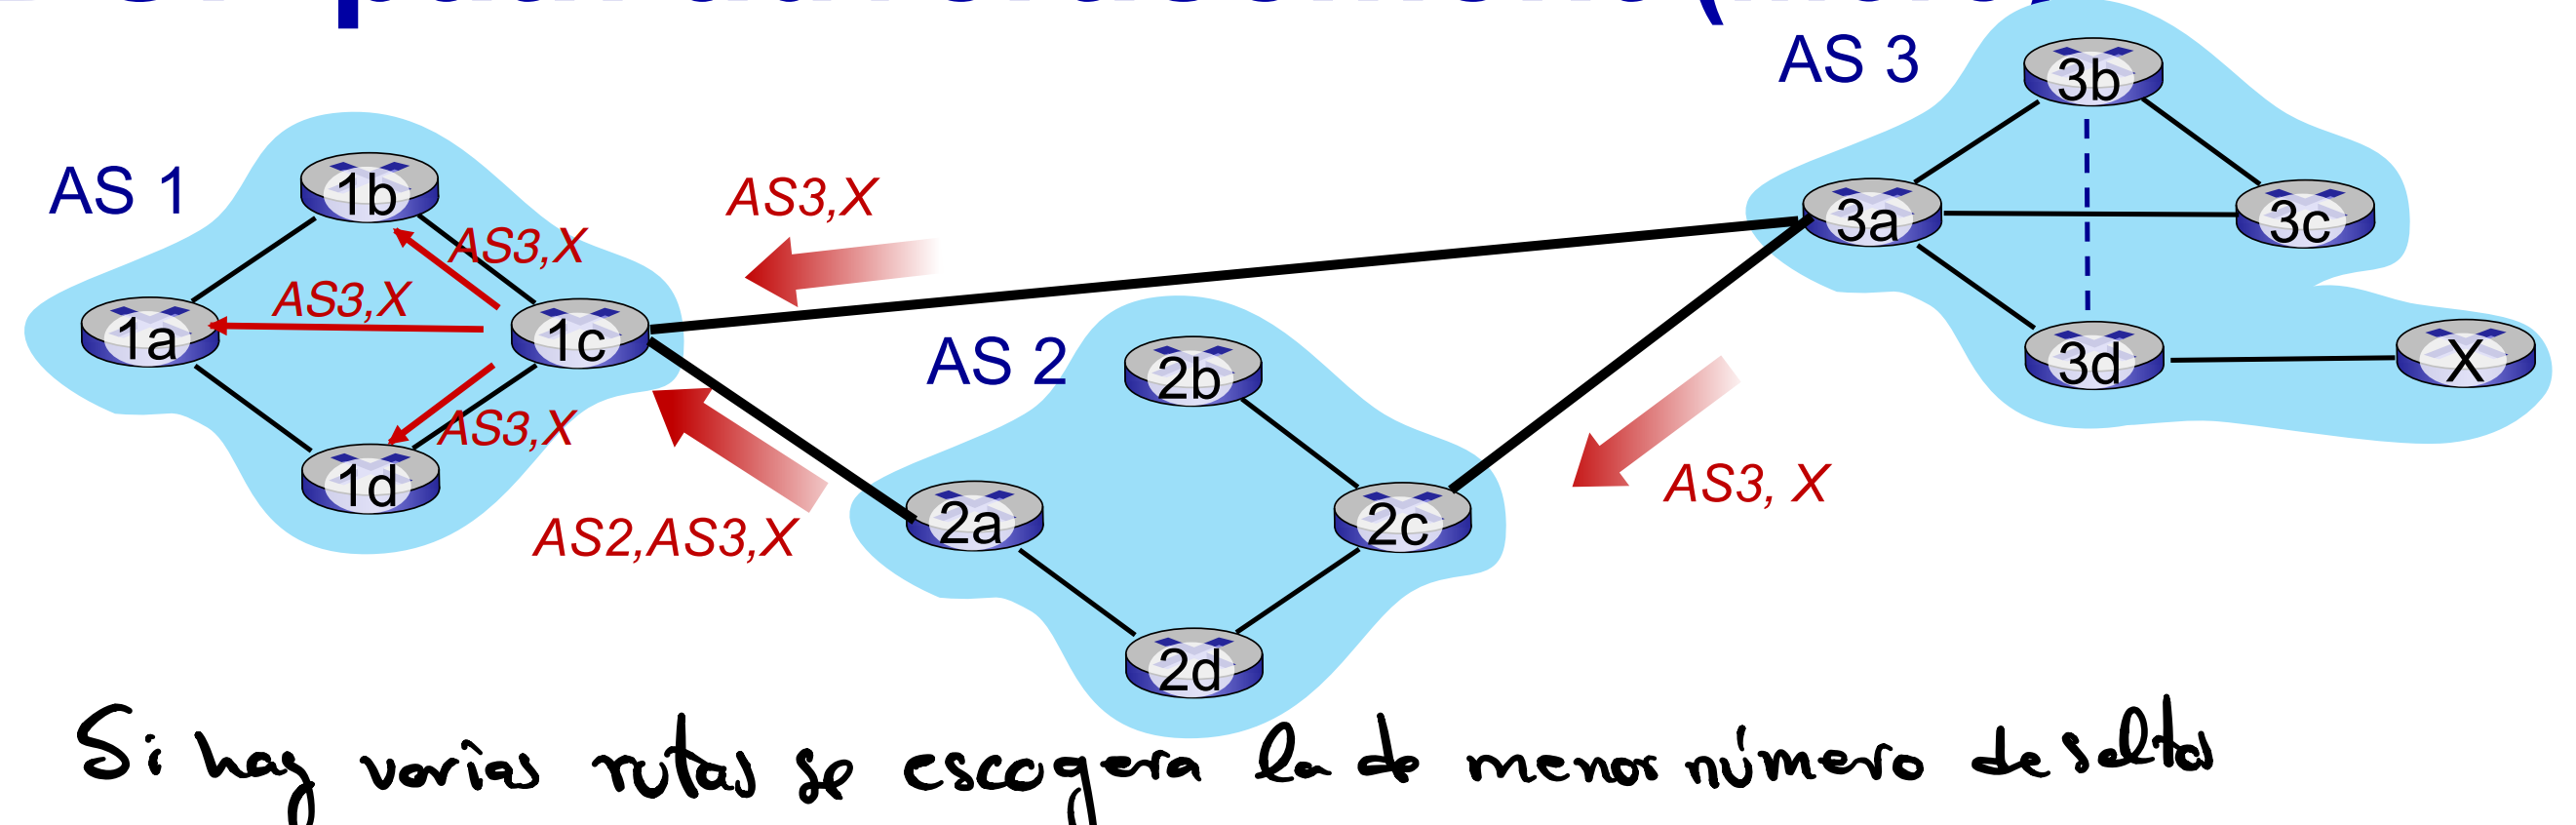 AS 3
3b
AS 1
1b
AS3,X
3a
3c
AS3,X
AS3,X
1a
1c
AS 2
2b
3d
X
AS3,X
1d
AS3, X
2a
2c
AS2,AS3,X
2d
Si hay varias rutas se escogera la de menor número de saltos